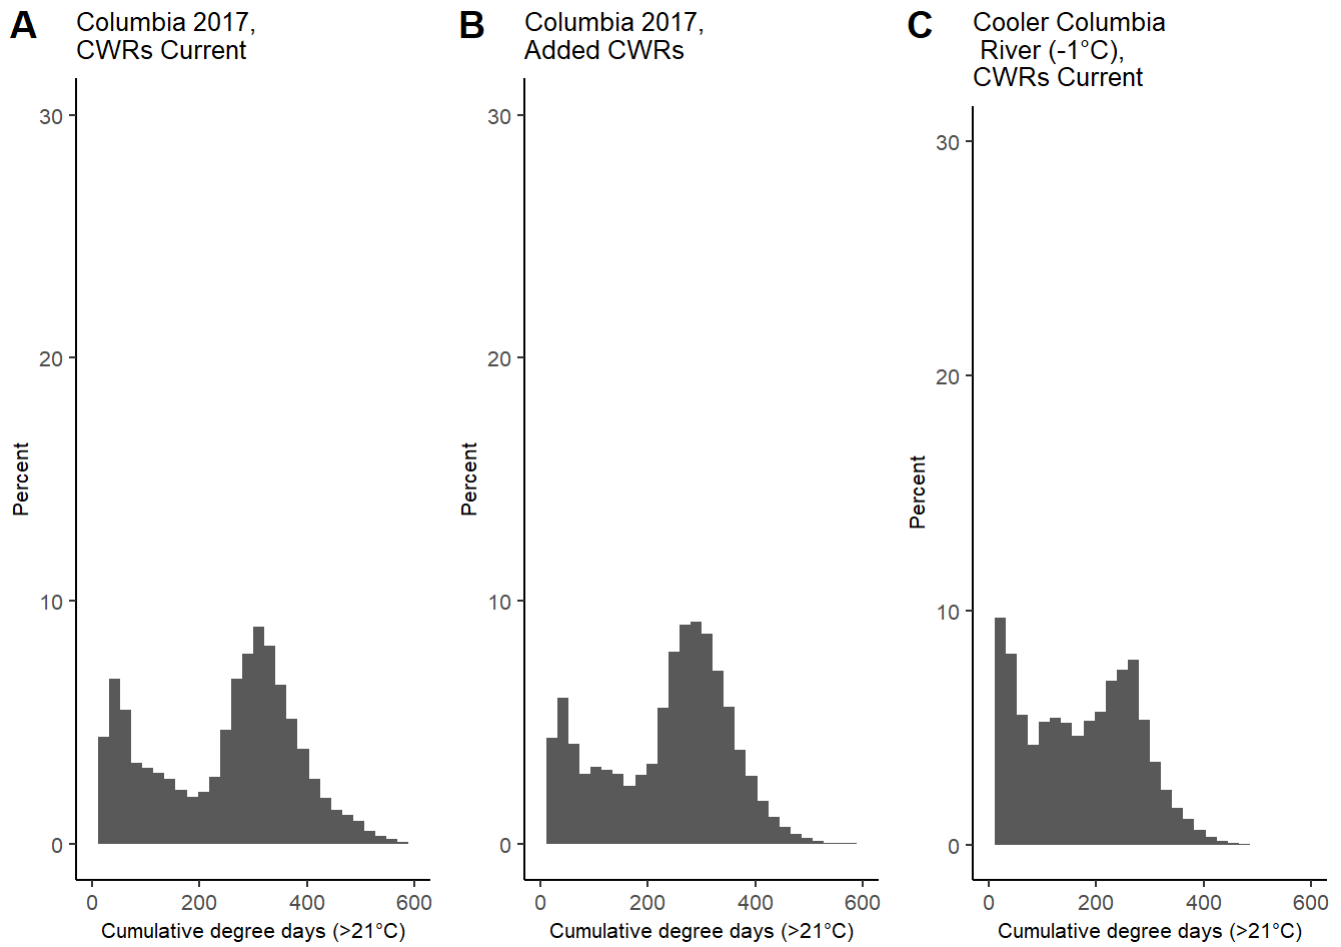 A
Columbia 2017,
CWRs Current
30
20
10
0
Percent
0 200 400 600
Cumulative degree days (>21°C)
B
Columbia 2017,
Added CWRs
30
20
10
0
Percent
0 200 400 600
Cumulative degree days (>21°C)
C
Cooler Columbia
River (-1°C),
CWRs Current
30
20
10
0
Percent
0 200 400 600
Cumulative degree days (>21°C)